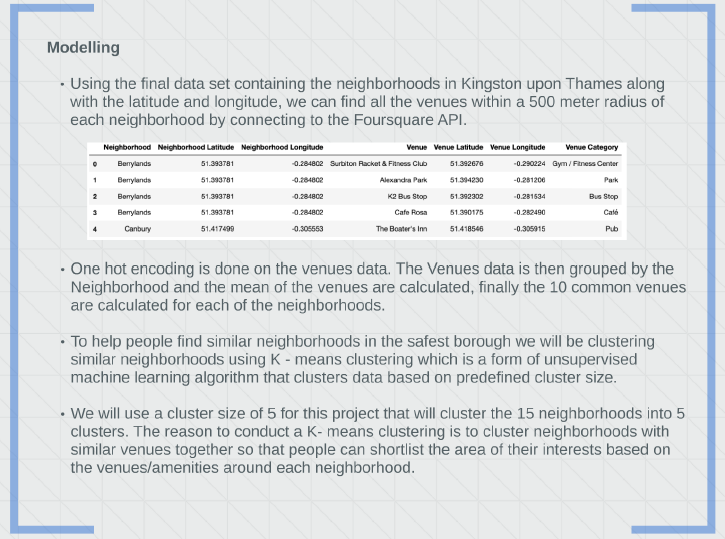 Modelling
• Using the final data set containing the neighborhoods in Kingston upon Thames along
with the latitude and longitude, we can find all the venues within a 500 meter radius of
each neighborhood by connecting to the Foursquare API.
Neighborhood Neighborhood Latitude Neighborhood Longitude Venue Venue Latitude Venue Longitude Venue Category
0 Berrylands 51.393781 -0.284802 Surbiton Racket & Fitness Club 51.392676 -0.290224 Gym / Fitness Center
1 Berrylands 51.393781 -0.284802 Alexandra Park 51.394230 -0.281206 Park
2 Berrylands 51.393781 -0.284802 K2 Bus Stop 51.392302 -0.281534 Bus Stop
3 Berrylands 51.393781 -0.284802 Cafe Rosa 51.390175 -0.282490 Café
4 Canbury 51.417499 -0.305553 The Boater's Inn 51.418546 -0.305915 Pub
• One hot encoding is done on the venues data. The Venues data is then grouped by the
Neighborhood and the mean of the venues are calculated, finally the 10 common venues
are calculated for each of the neighborhoods.
• To help people find similar neighborhoods in the safest borough we will be clustering
similar neighborhoods using K - means clustering which is a form of unsupervised
machine learning algorithm that clusters data based on predefined cluster size.
• We will use a cluster size of 5 for this project that will cluster the 15 neighborhoods into 5
clusters. The reason to conduct a K- means clustering is to cluster neighborhoods with
similar venues together so that people can shortlist the area of their interests based on
the venues/amenities around each neighborhood.